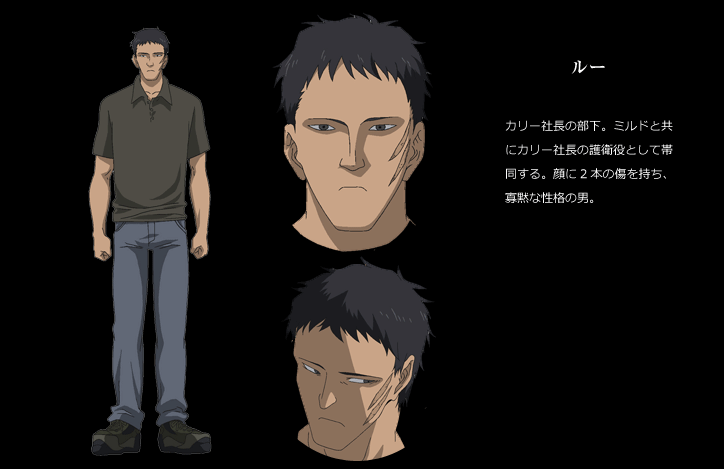 ルー
カリー社長の部下。ミルドと共
にカリー社長の護衛役として帯
同する。顔に２本の傷を持ち、
寡黙な性格の男。